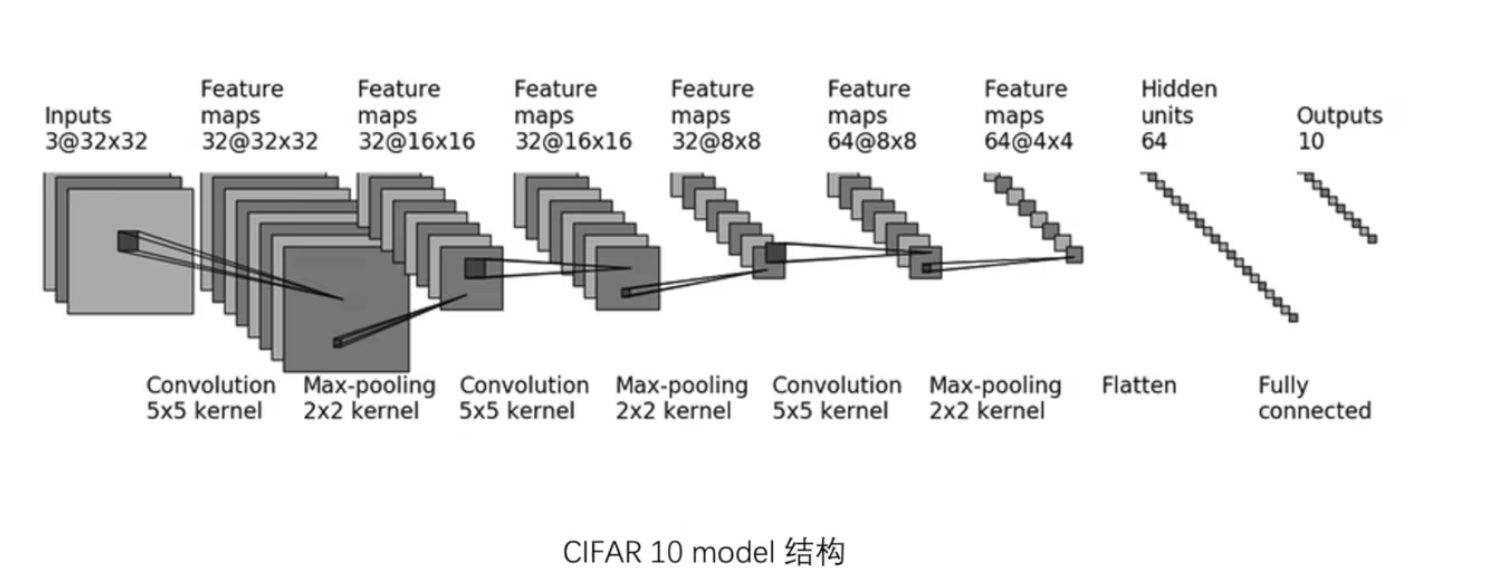 Inputs
3@32x32
Feature
maps
32@32x32
Feature
maps
32@16x16
Feature
maps
32@16x16
Feature
maps
32@8x8
Feature
maps
64@8x8
Feature
maps
64@4x4
Hidden
units
64
Outputs
10
Convolution
5x5 kernel
Max-pooling
2x2 kernel
Convolution
5x5 kernel
Max-pooling
2x2 kernel
Convolution
5x5 kernel
Max-pooling
2x2 kernel
Flatten
Fully
connected
CIFAR 10 model 结构